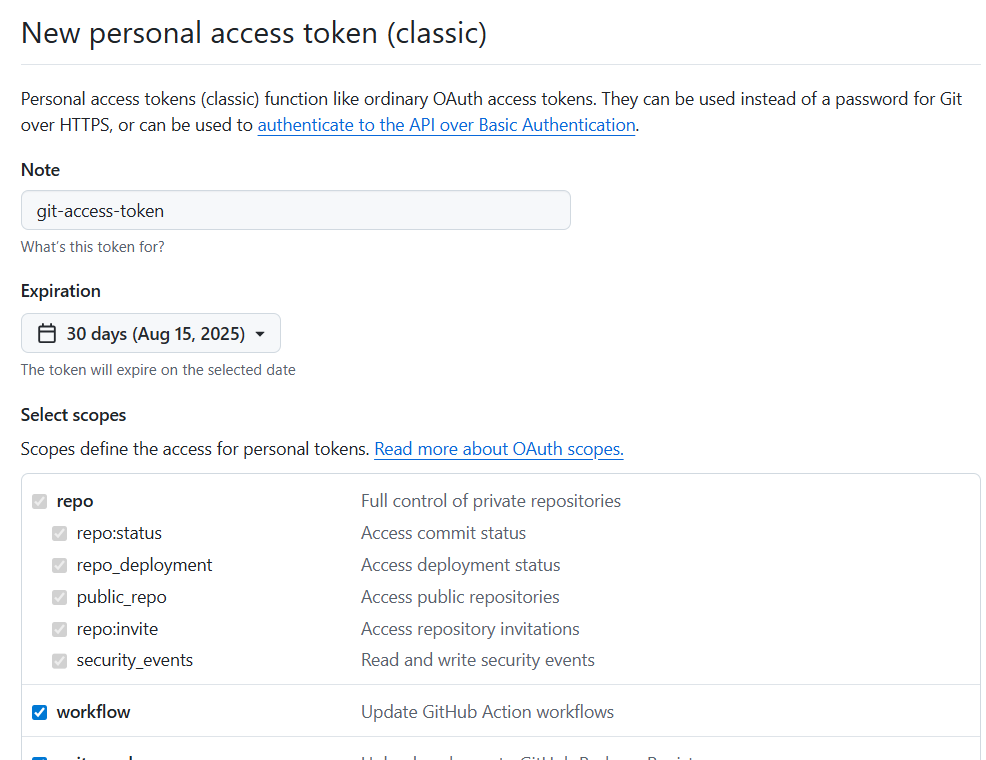 New personal access token (classic)
Personal access tokens (classic) function like ordinary OAuth access tokens. They can be used instead of a password for Git
over HTTPS, or can be used to authenticate to the API over Basic Authentication.
Note
git-access-token
What's this token for?
Expiration
30 days (Aug 15, 2025)
The token will expire on the selected date
Select scopes
Scopes define the access for personal tokens. Read more about OAuth scopes.
repo Full control of private repositories
repo:status Access commit status
repo_deployment Access deployment status
public_repo Access public repositories
repo:invite Access repository invitations
security_events Read and write security events
workflow Update GitHub Action workflows